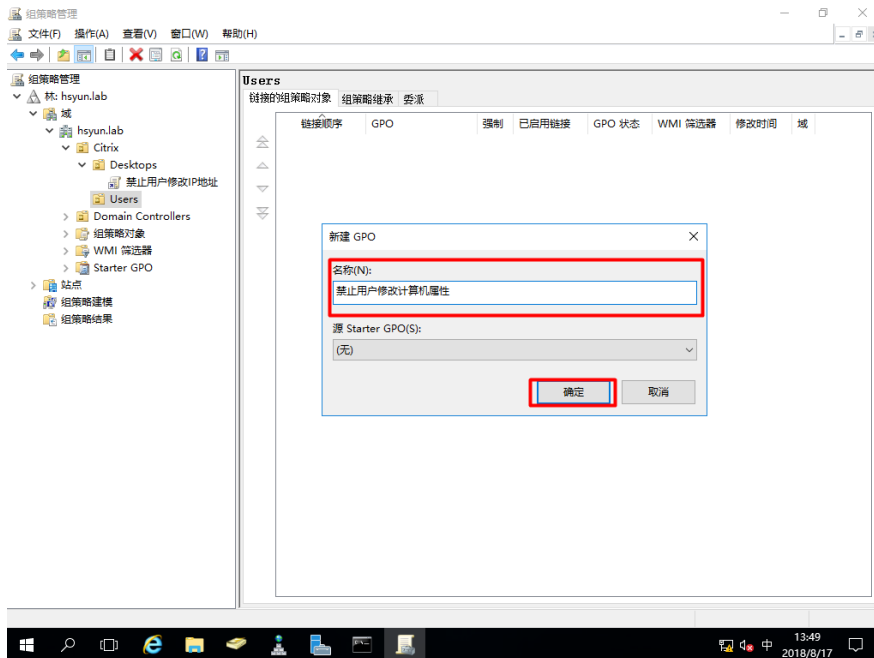 组策略管理
文件(F) 操作(A) 查看(V) 窗口(W) 帮助(H)
组策略管理
林: hsyun.lab
域
hsyun.lab
Citrix
Desktops
禁止用户修改IP地址
Users
Domain Controllers
组策略对象
WMI 筛选器
Starter GPO
站点
组策略建模
组策略结果
Users
链接的组策略对象 组策略继承 委派
链接顺序 GPO 强制 已启用链接 GPO 状态 WMI 筛选器 修改时间 域
新建 GPO
名称(N):
禁止用户修改计算机属性
源 Starter GPO(S):
(无)
确定 取消
中
13:49
2018/8/17